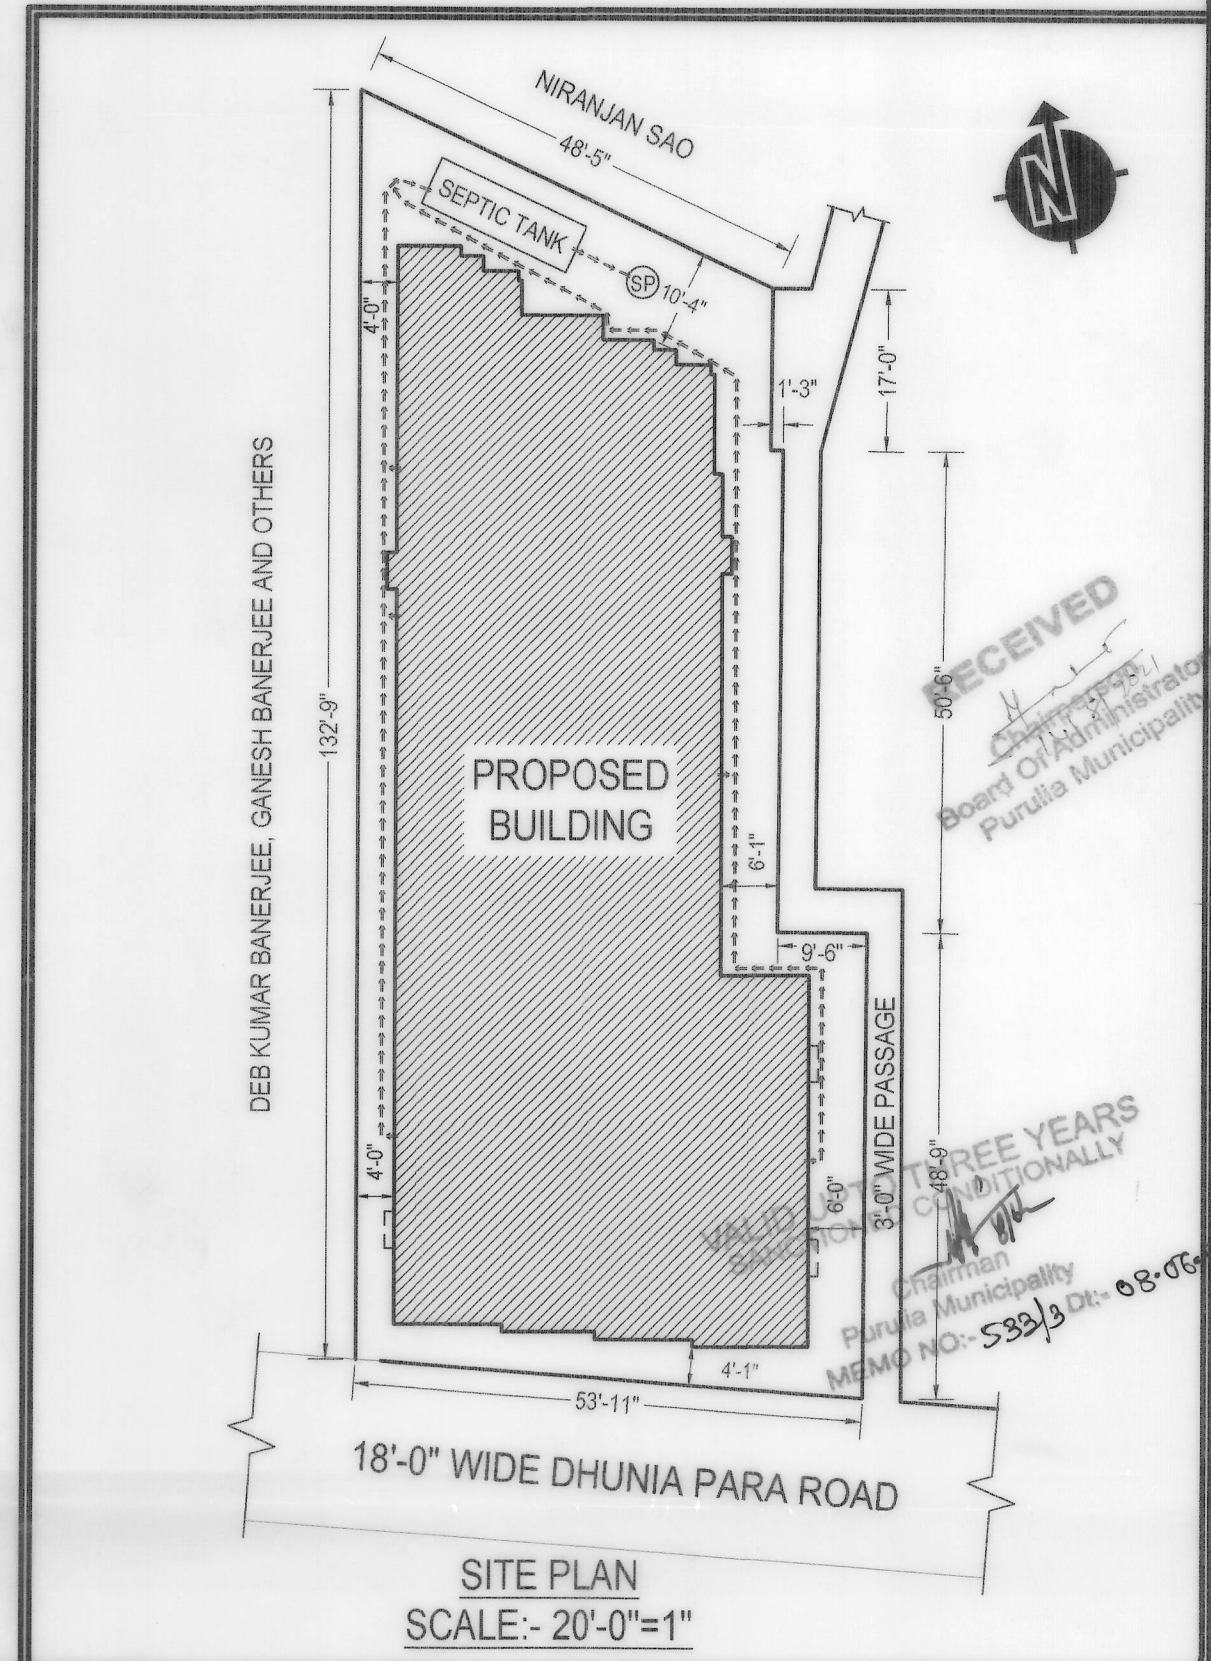 NIRANJAN SAO
48'-5"
N
SEPTIC TANK
SP
10'-4"
4'-0"
17'-0"
1'-3"
DEB KUMAR BANERJEE, GANESH BANERJEE AND OTHERS
132'-9"
50'-6"
RECEIVED
Chairperson
Board Of Administrator
Purulia Municipality
PROPOSED
BUILDING
6'-1"
9'-6"
3'-0" WIDE PASSAGE
48'-9"
4'-0"
6'-0"
VALID UPTO THREE YEARS
SANCTIONED CONDITIONALLY
Chairman
Purulia Municipality
MEMO NO:- 533/3 Dt:- 08-06-
4'-1"
53'-11"
18'-0" WIDE DHUNIA PARA ROAD
SITE PLAN
SCALE:- 20'-0"=1"